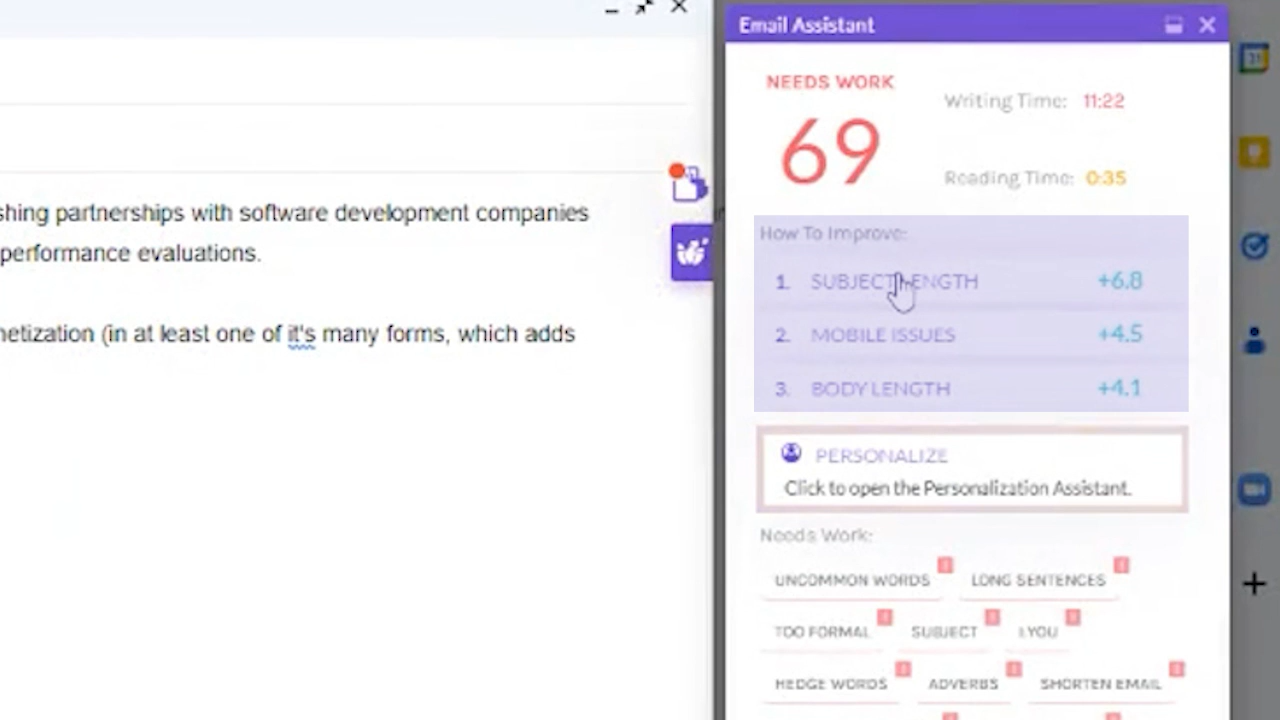 shing partnerships with software development companies
performance evaluations.
netization (in at least one of it's many forms, which adds
Email Assistant
NEEDS WORK
69
Writing Time: 11:22
Reading Time: 0:35
How To Improve:
1. SUBJECT LENGTH +6.8
2. MOBILE ISSUES +4.5
3. BODY LENGTH +4.1
PERSONALIZE
Click to open the Personalization Assistant.
Needs Work:
UNCOMMON WORDS LONG SENTENCES
TOO FORMAL SUBJECT I:YOU
HEDGE WORDS ADVERBS SHORTEN EMAIL
31